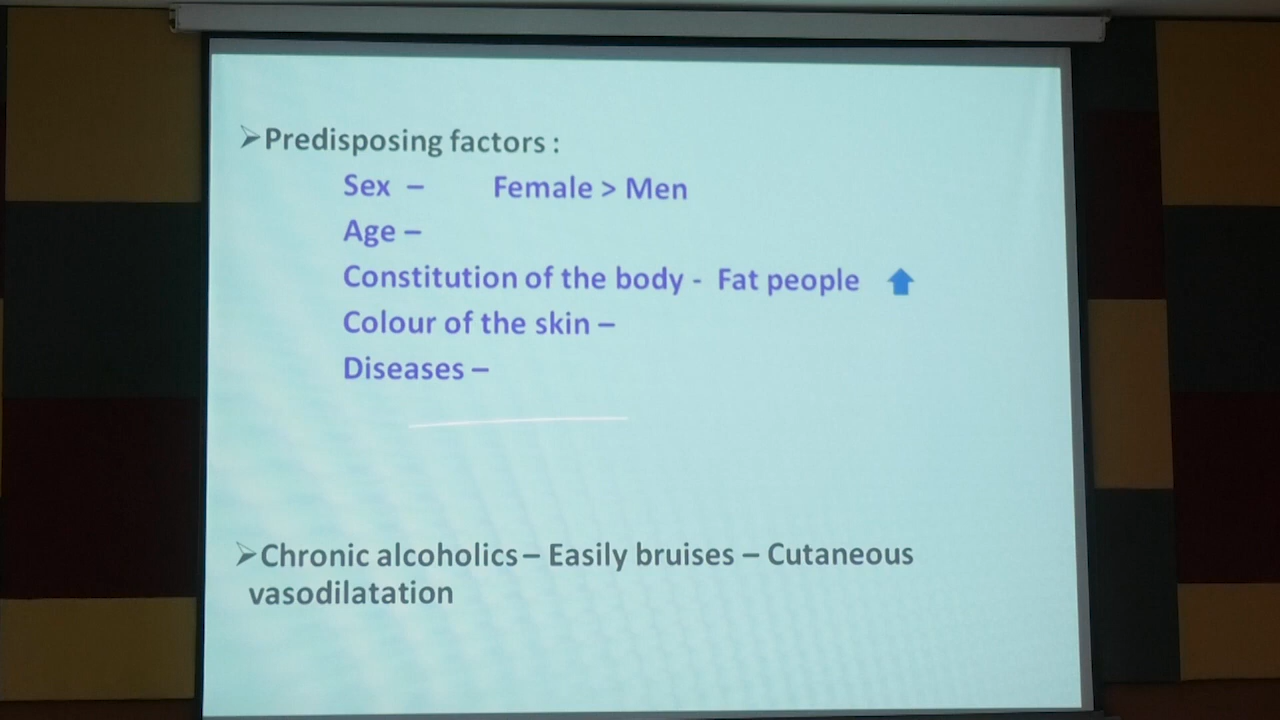 ➢Predisposing factors :
Sex – Female > Men
Age –
Constitution of the body - Fat people
Colour of the skin –
Diseases –
➢Chronic alcoholics – Easily bruises – Cutaneous
vasodilatation